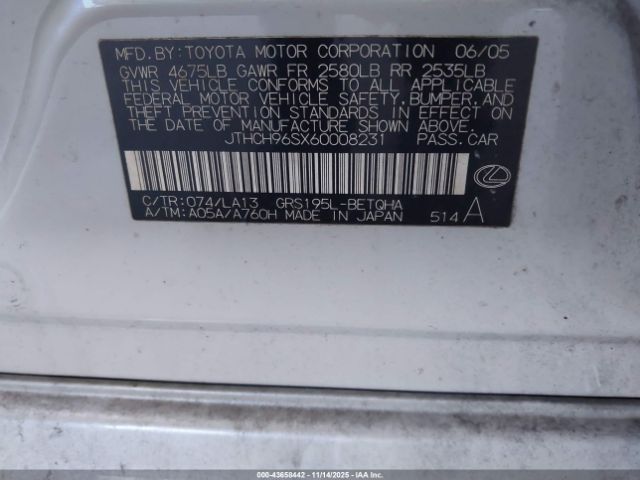 MFD.BY:TOYOTA MOTOR CORPORATION 06/05
GVWR 4675LB GAWR FR 2580LB RR 2535LB
THIS VEHICLE CONFORMS TO ALL APPLICABLE
FEDERAL MOTOR VEHICLE SAFETY,BUMPER,AND
THEFT PREVENTION STANDARDS IN EFFECT ON
THE DATE OF MANUFACTURE SHOWN ABOVE.
JTHCH96SX60008231 PASS.CAR
C/TR:074/LA13 GRS195L-BETQHA
A/TM:A05A/A760H MADE IN JAPAN 514 A
000-43658442 - 11/14/2025 - IAAI.COM